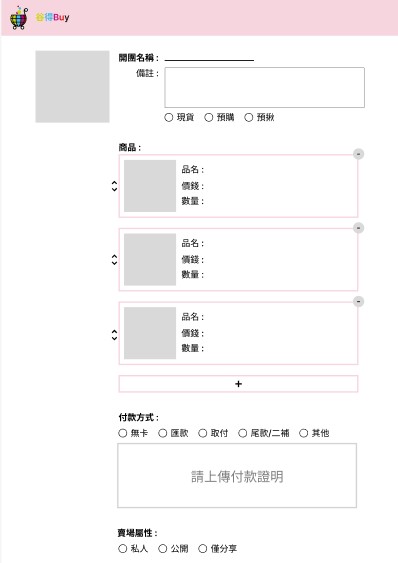 谷得Buy
開團名稱：
備註：
現貨 預購 預揪
商品：
-
品名：
價錢：
數量：
-
品名：
價錢：
數量：
-
品名：
價錢：
數量：
+
付款方式：
無卡 匯款 取付 尾款/二補 其他
請上傳付款證明
賣場屬性：
私人 公開 僅分享